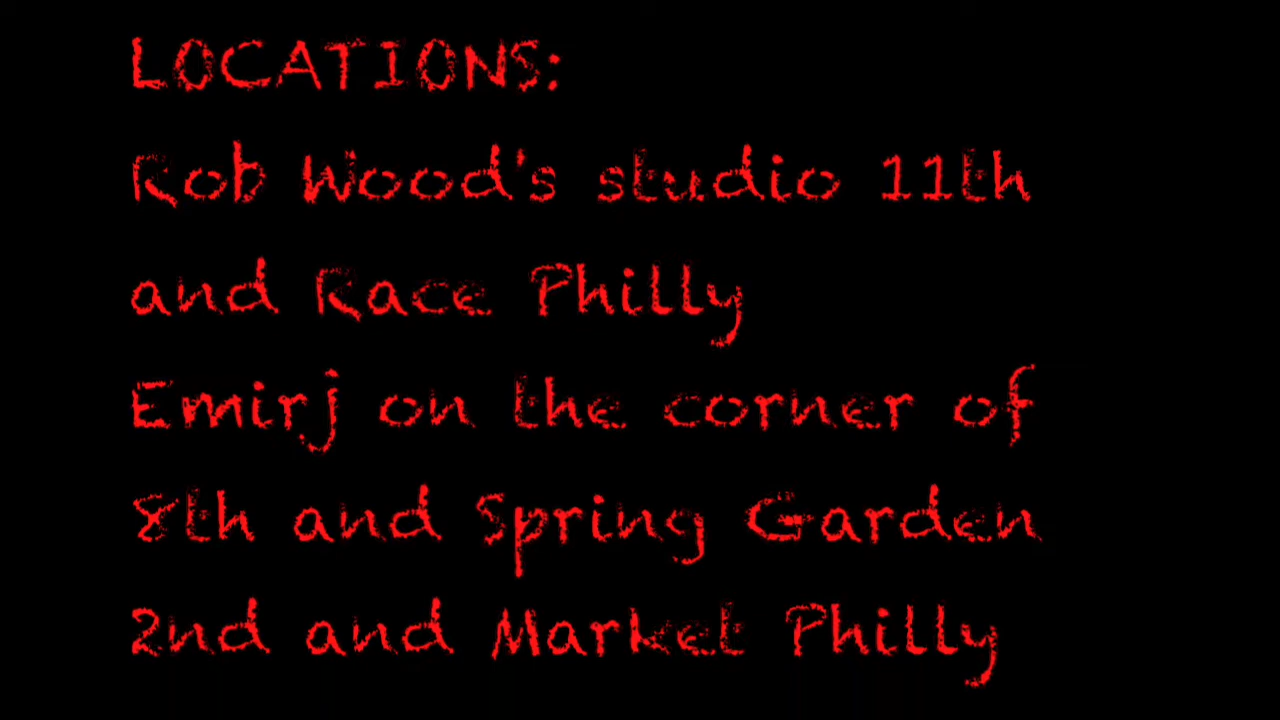 LOCATIONS:
Rob Wood's studio 11th
and Race Philly
Emirj on the corner of
8th and Spring Garden
2nd and Market Philly